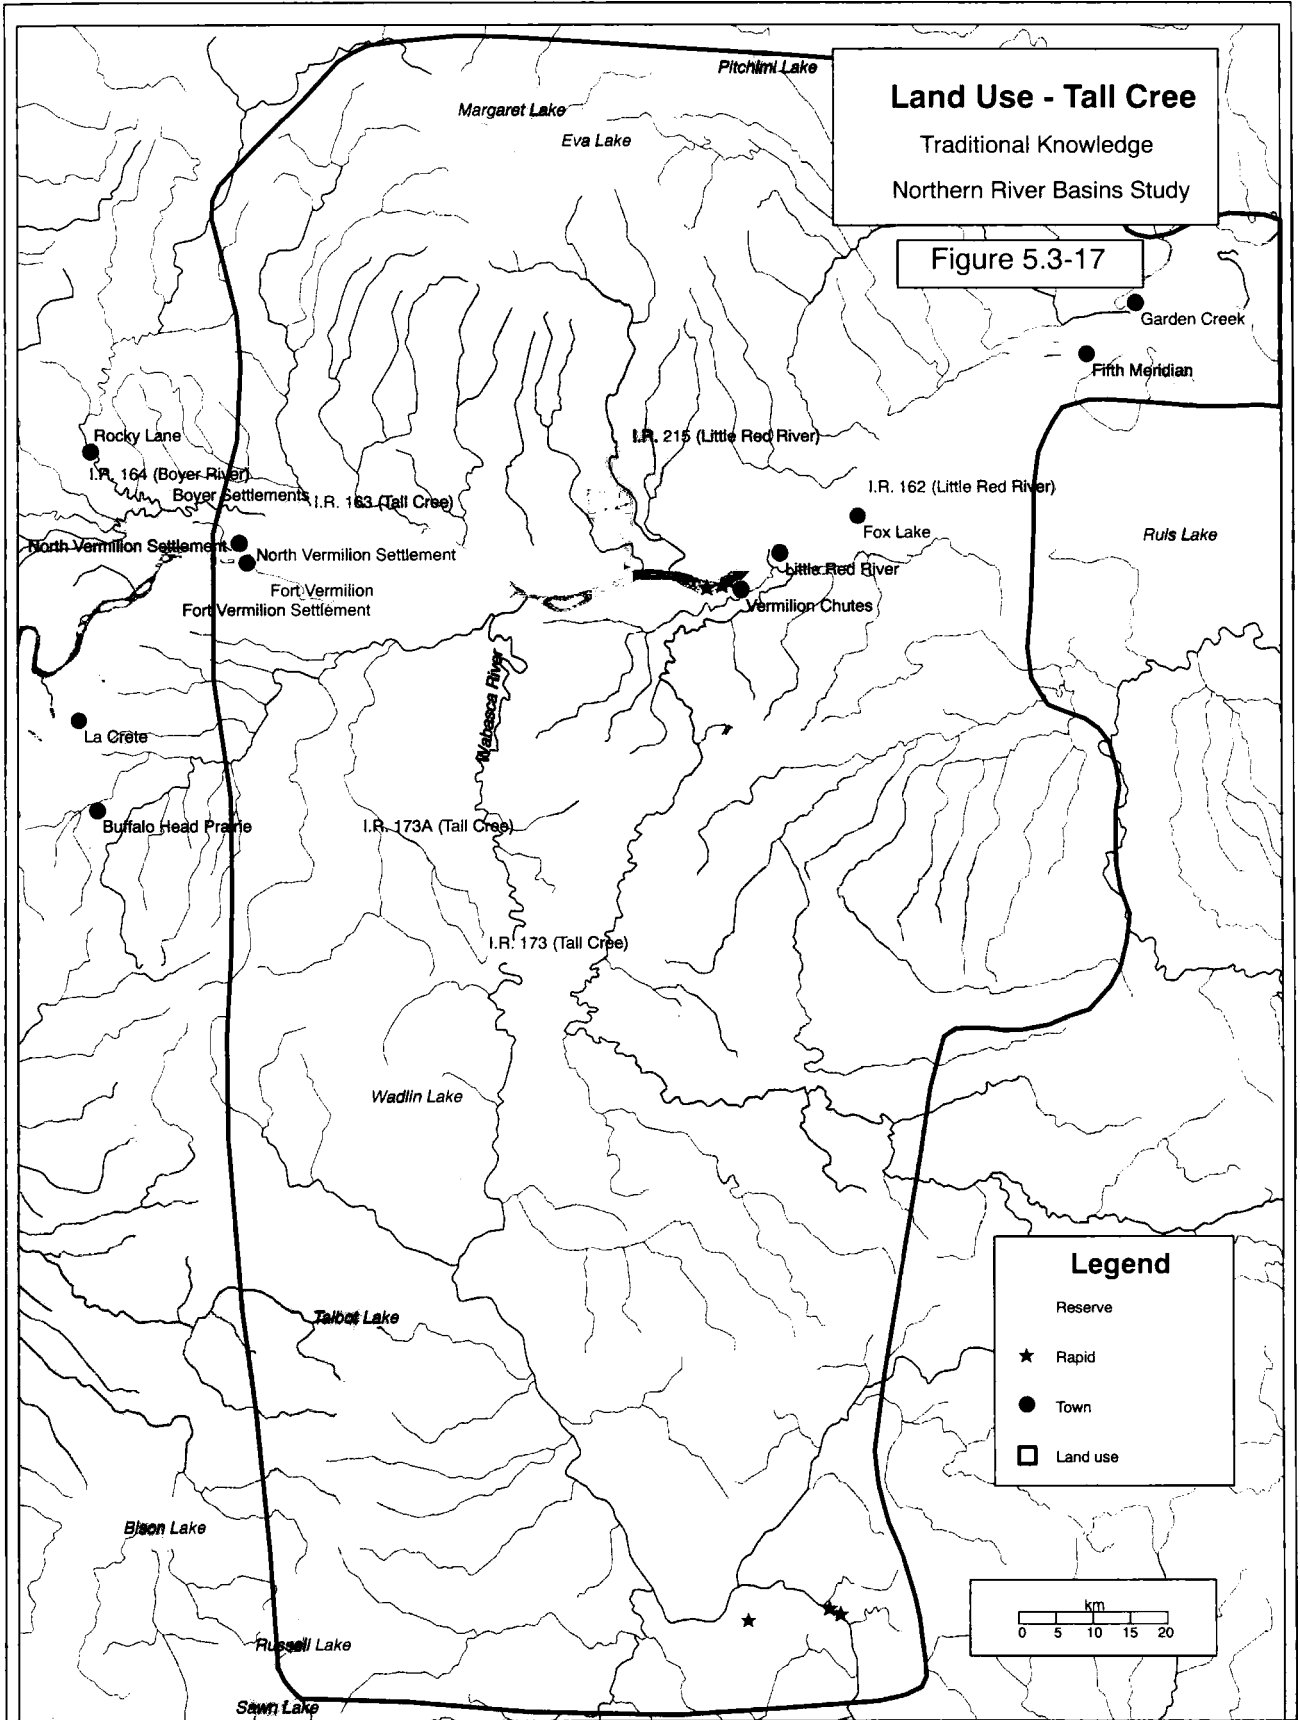 Pitchimi Lake
Land Use - Tall Cree
Traditional Knowledge
Northern River Basins Study
Figure 5.3-17
Margaret Lake
Eva Lake
Garden Creek
Fifth Meridian
Rocky Lane
I.R. 164 (Boyer River)
Boyer Settlements
I.R. 163 (Tall Cree)
I.R. 215 (Little Red River)
I.R. 162 (Little Red River)
Fox Lake
Ruis Lake
North Vermilion Settlement
North Vermilion Settlement
Little Red River
Fort Vermilion
Fort Vermilion Settlement
Vermilion Chutes
Wabasca River
La Crete
Buffalo Head Prairie
I.R. 173A (Tall Cree)
I.R. 173 (Tall Cree)
Wadlin Lake
Talbot Lake
Legend
Reserve
Rapid
Town
Land use
Bison Lake
km
0 5 10 15 20
Russell Lake
Sawn Lake